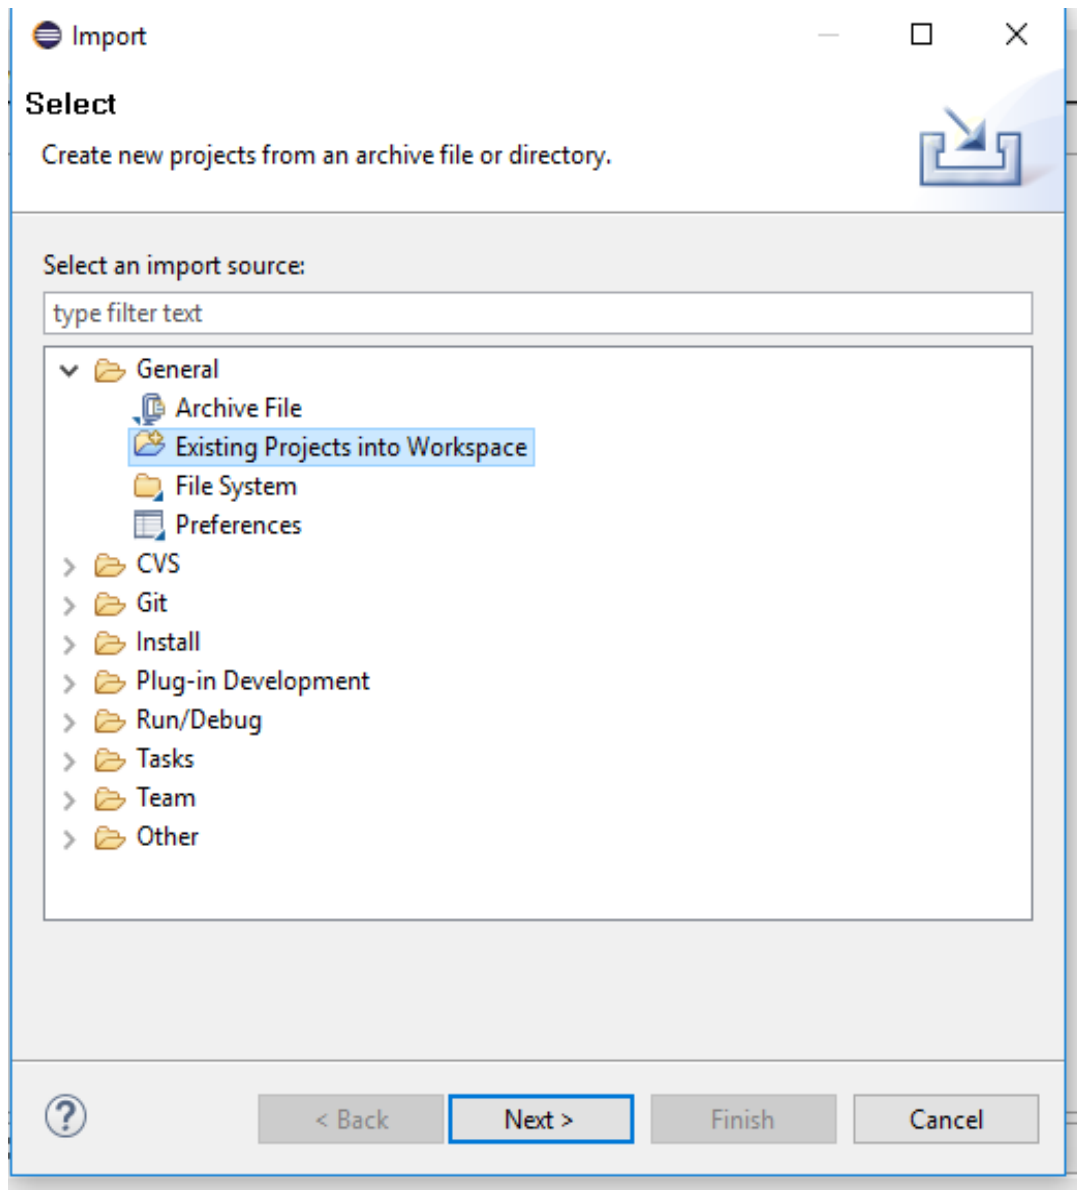 Import
Select
Create new projects from an archive file or directory.
Select an import source:
type filter text
General
Archive File
Existing Projects into Workspace
File System
Preferences
CVS
Git
Install
Plug-in Development
Run/Debug
Tasks
Team
Other
?
< Back
Next >
Finish
Cancel